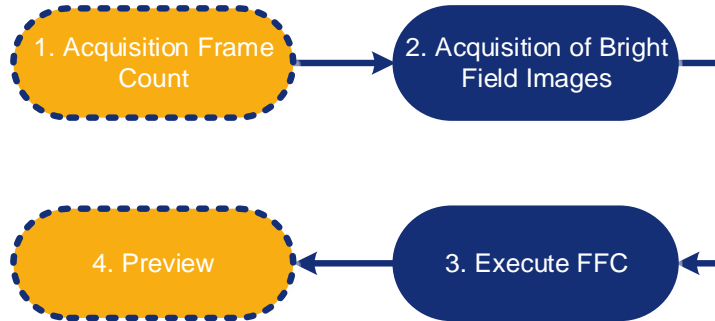 1. Acquisition Frame
Count
2. Acquisition of Bright
Field Images
4. Preview
3. Execute FFC